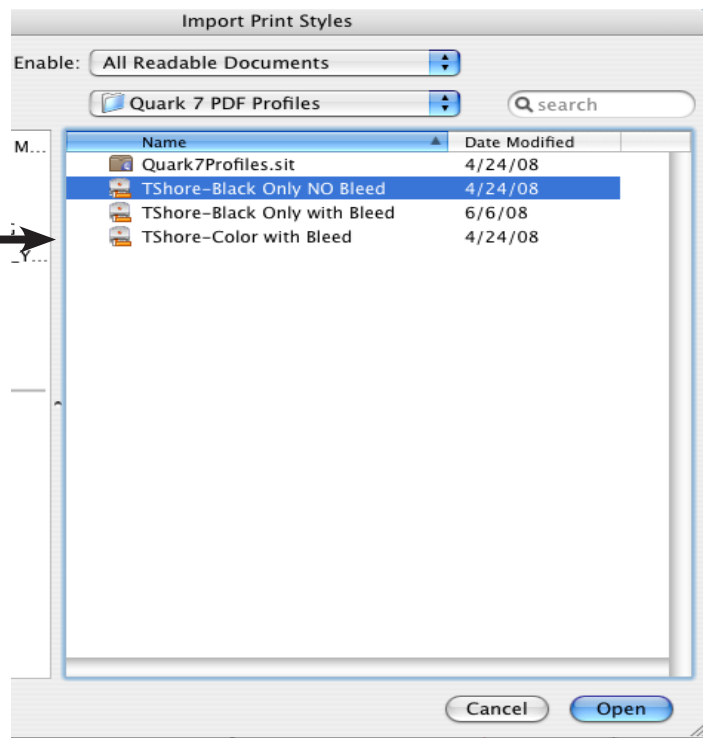 Import Print Styles
Enable: All Readable Documents
Quark 7 PDF Profiles search
M... Name Date Modified
Quark7Profiles.sit 4/24/08
TShore-Black Only NO Bleed 4/24/08
TShore-Black Only with Bleed 6/6/08
TShore-Color with Bleed 4/24/08
_Y...
Cancel Open